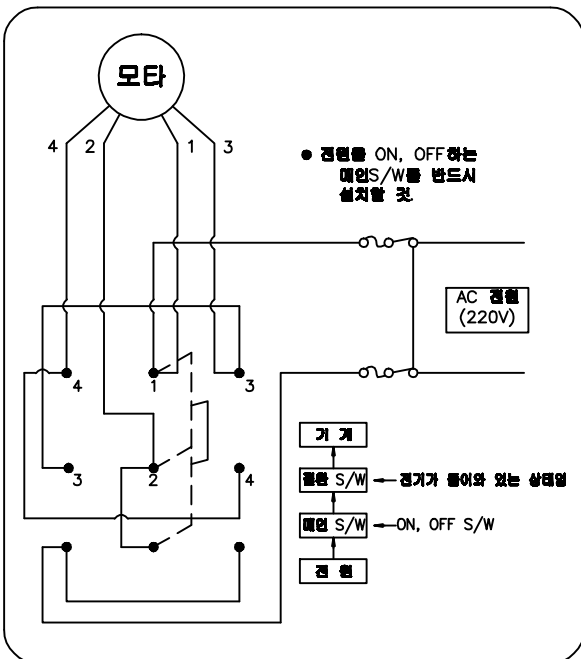 모타
4 2 1 3
● 전원을 ON, OFF하는
메인S/W를 반드시
설치할 것.
AC 전원
(220V)
4 1 3
3 2 4
기 계
절환 S/W
전기가 들어와 있는 상태임
메인 S/W
ON, OFF S/W
전 원